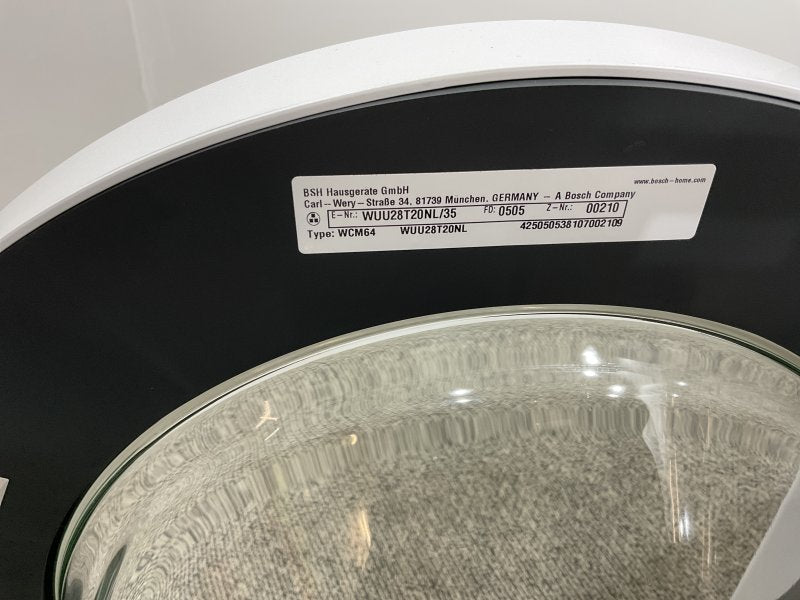 www.bosch-home.com
BSH Hausgerate GmbH
Carl-Wery-Straße 34, 81739 München, GERMANY - A Bosch Company
E-Nr.: WUU28T20NL/35 FD: 0505 Z-Nr.: 00210
Type: WCM64 WUU28T20NL 425050538107002109